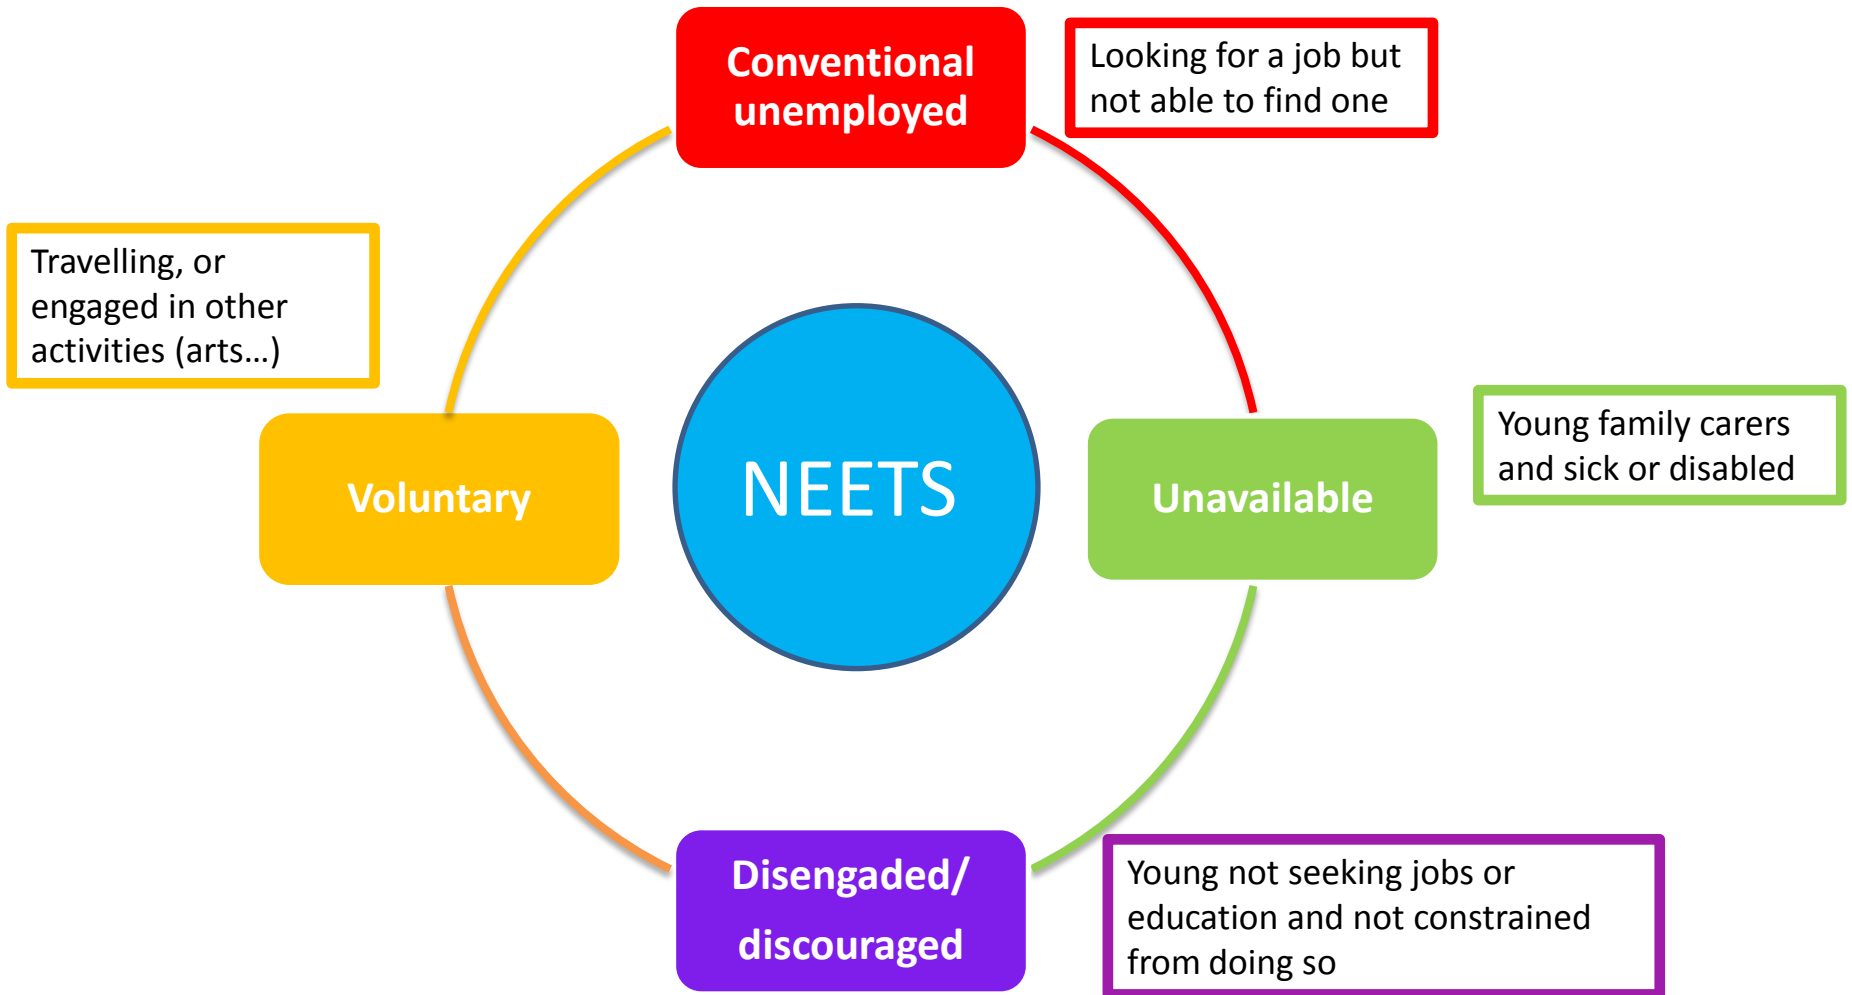 Conventional
unemployed
Looking for a job but
not able to find one
Travelling, or
engaged in other
activities (arts...)
Young family carers
and sick or disabled
NEETS
Voluntary
Unavailable
Disengaded/
discouraged
Young not seeking jobs or
education and not constrained
from doing so